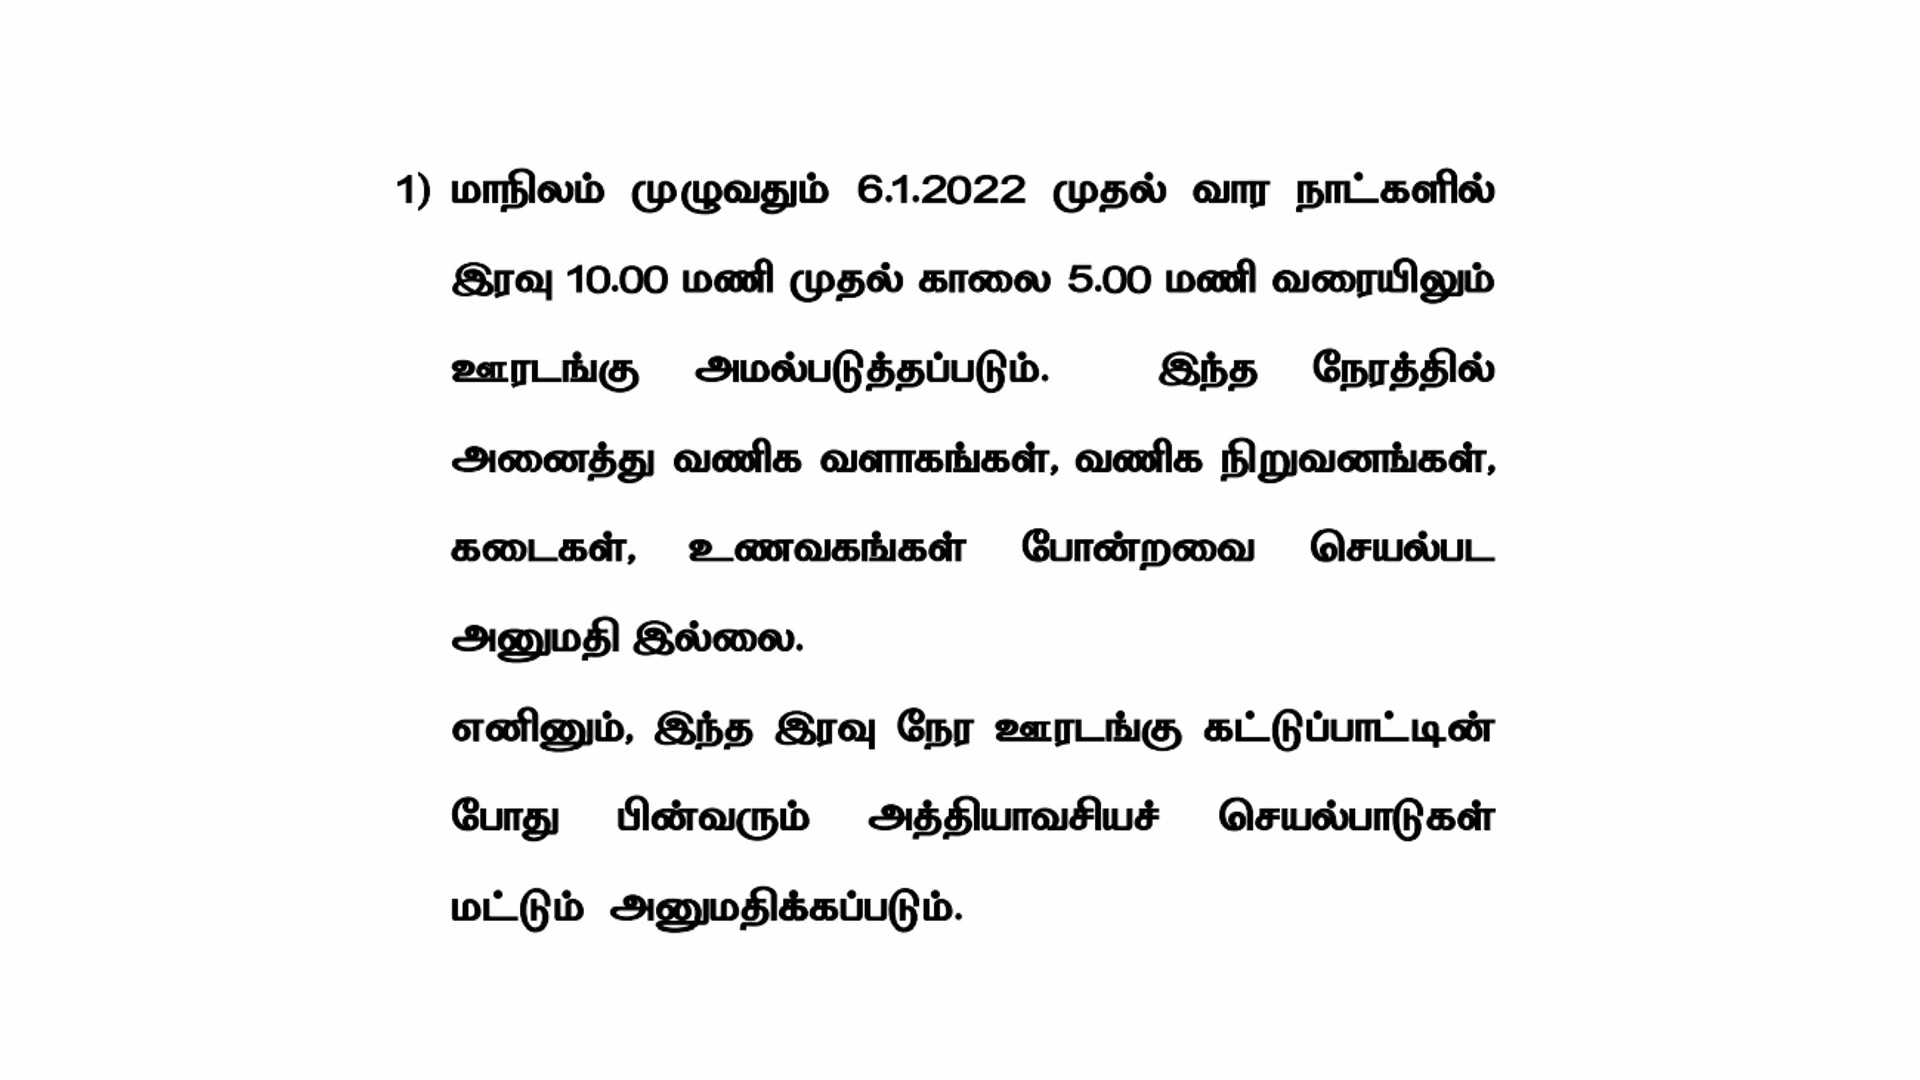 1) மாநிலம் முழுவதும் 6.1.2022 முதல் வார நாட்களில்
இரவு 10.00 மணி முதல் காலை 5.00 மணி வரையிலும்
ஊரடங்கு அமல்படுத்தப்படும். இந்த நேரத்தில்
அனைத்து வணிக வளாகங்கள், வணிக நிறுவனங்கள்,
கடைகள், உணவகங்கள் போன்றவை செயல்பட
அனுமதி இல்லை.
எனினும், இந்த இரவு நேர ஊரடங்கு கட்டுப்பாட்டின்
போது பின்வரும் அத்தியாவசியச் செயல்பாடுகள்
மட்டும் அனுமதிக்கப்படும்.